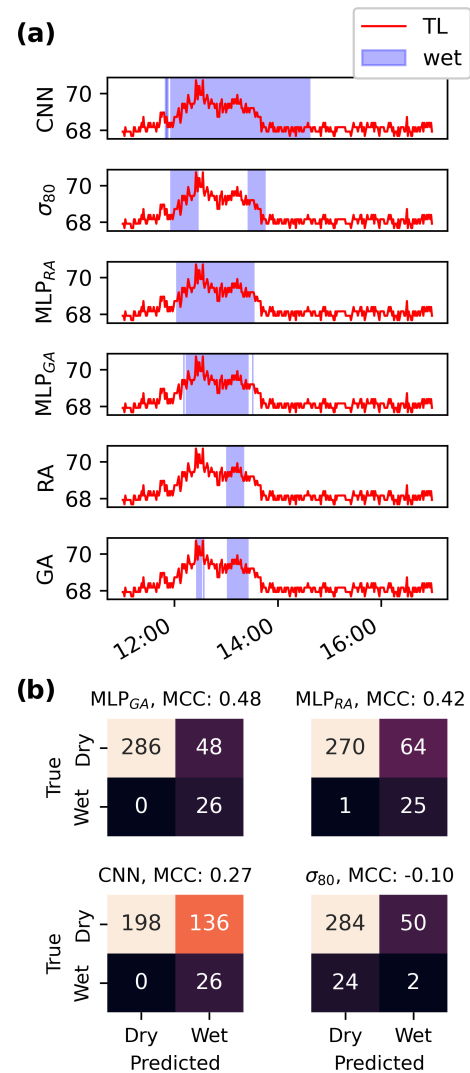 (a)
TL
wet
70
68
CNN
70
68
σ80
70
68
MLPRA
70
68
MLPGA
70
68
RA
70
68
GA
12:00 14:00 16:00
(b)
MLPGA, MCC: 0.48
True
Dry
Wet
286 48
0 26
MLPRA, MCC: 0.42
270 64
1 25
CNN, MCC: 0.27
True
Dry
Wet
198 136
0 26
Dry Wet
Predicted
σ80, MCC: -0.10
284 50
24 2
Dry Wet
Predicted